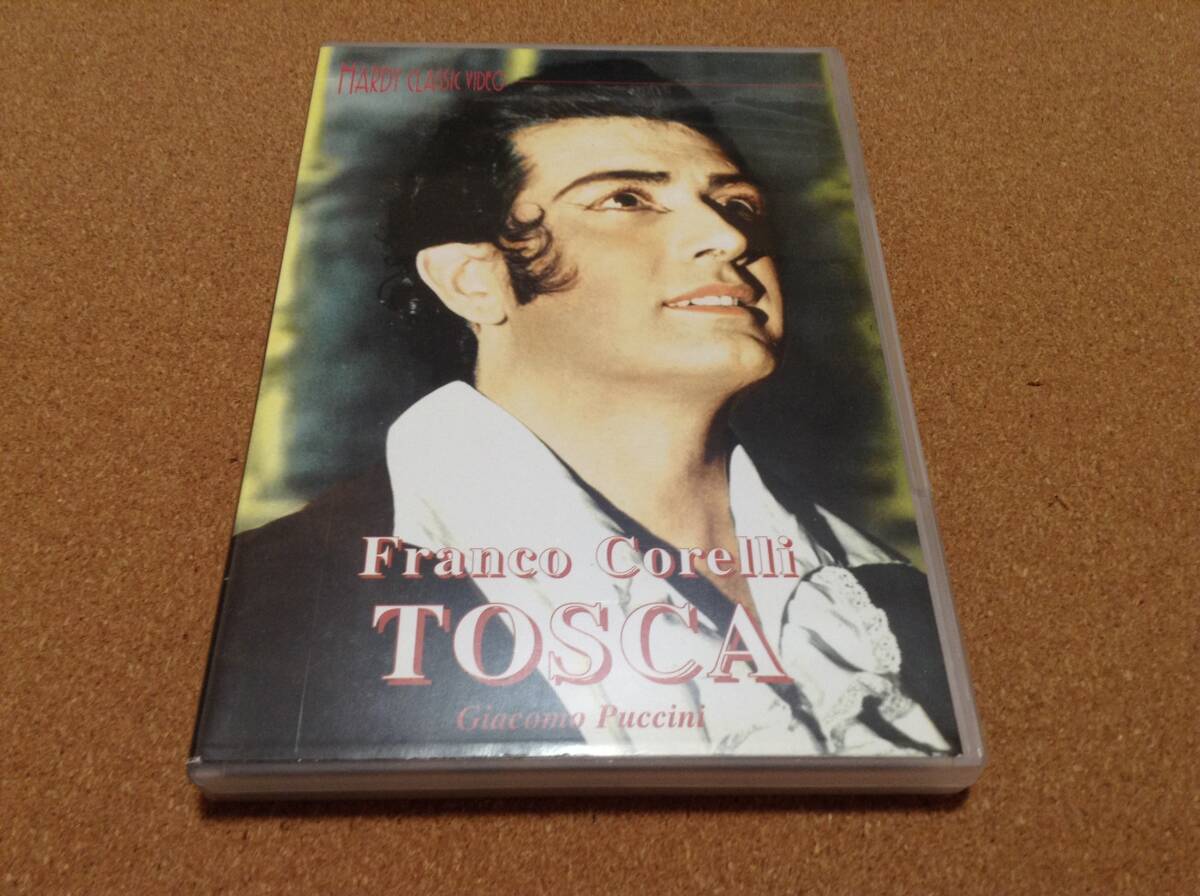 HARDY CLASSIC VIDEO
Franco Corelli
TOSCA
Giacomo Puccini